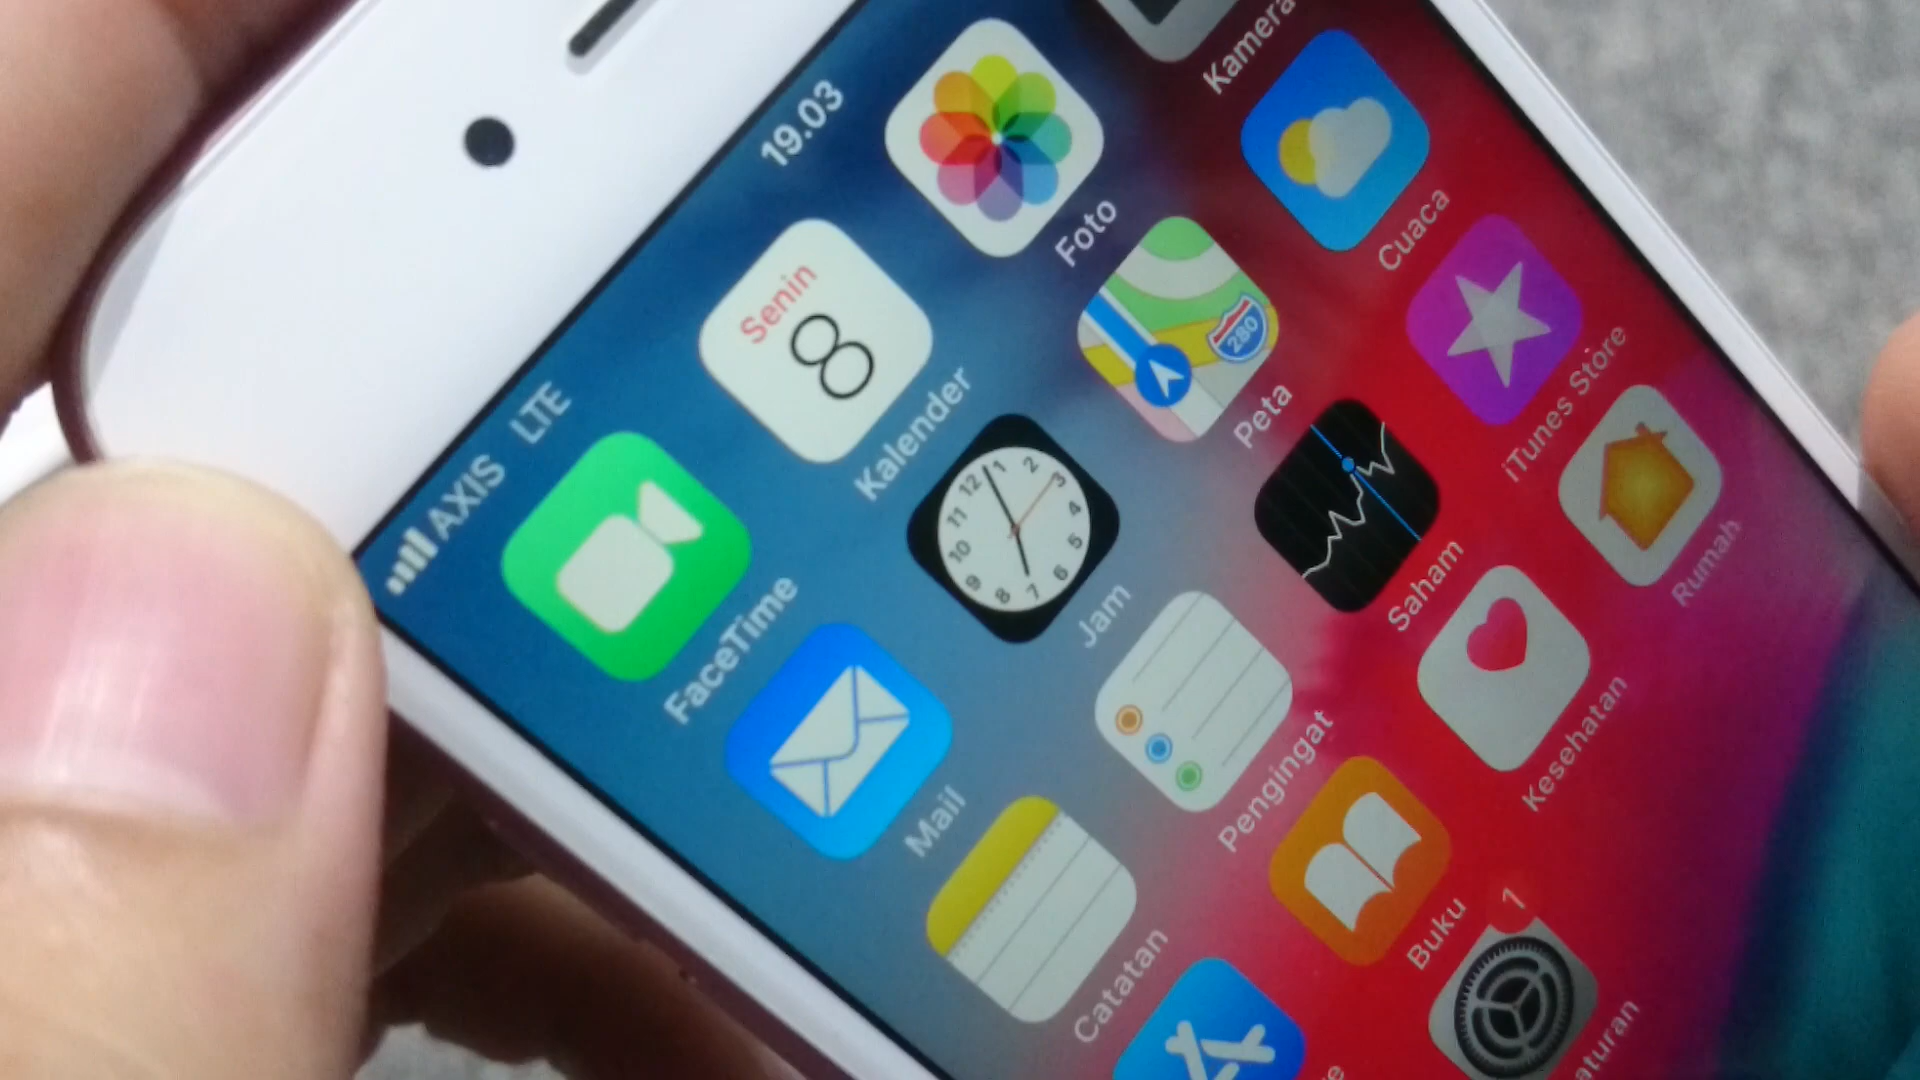 AXIS LTE
19.03
FaceTime
Senin
8
Kalender
Foto
Kamera
Mail
12 1 2 3 4 5 6 7 8 9 10 11
Jam
280
Peta
Cuaca
Catatan
Pengingat
Saham
iTunes Store
Buku
Kesehatan
Rumah
1
aturan